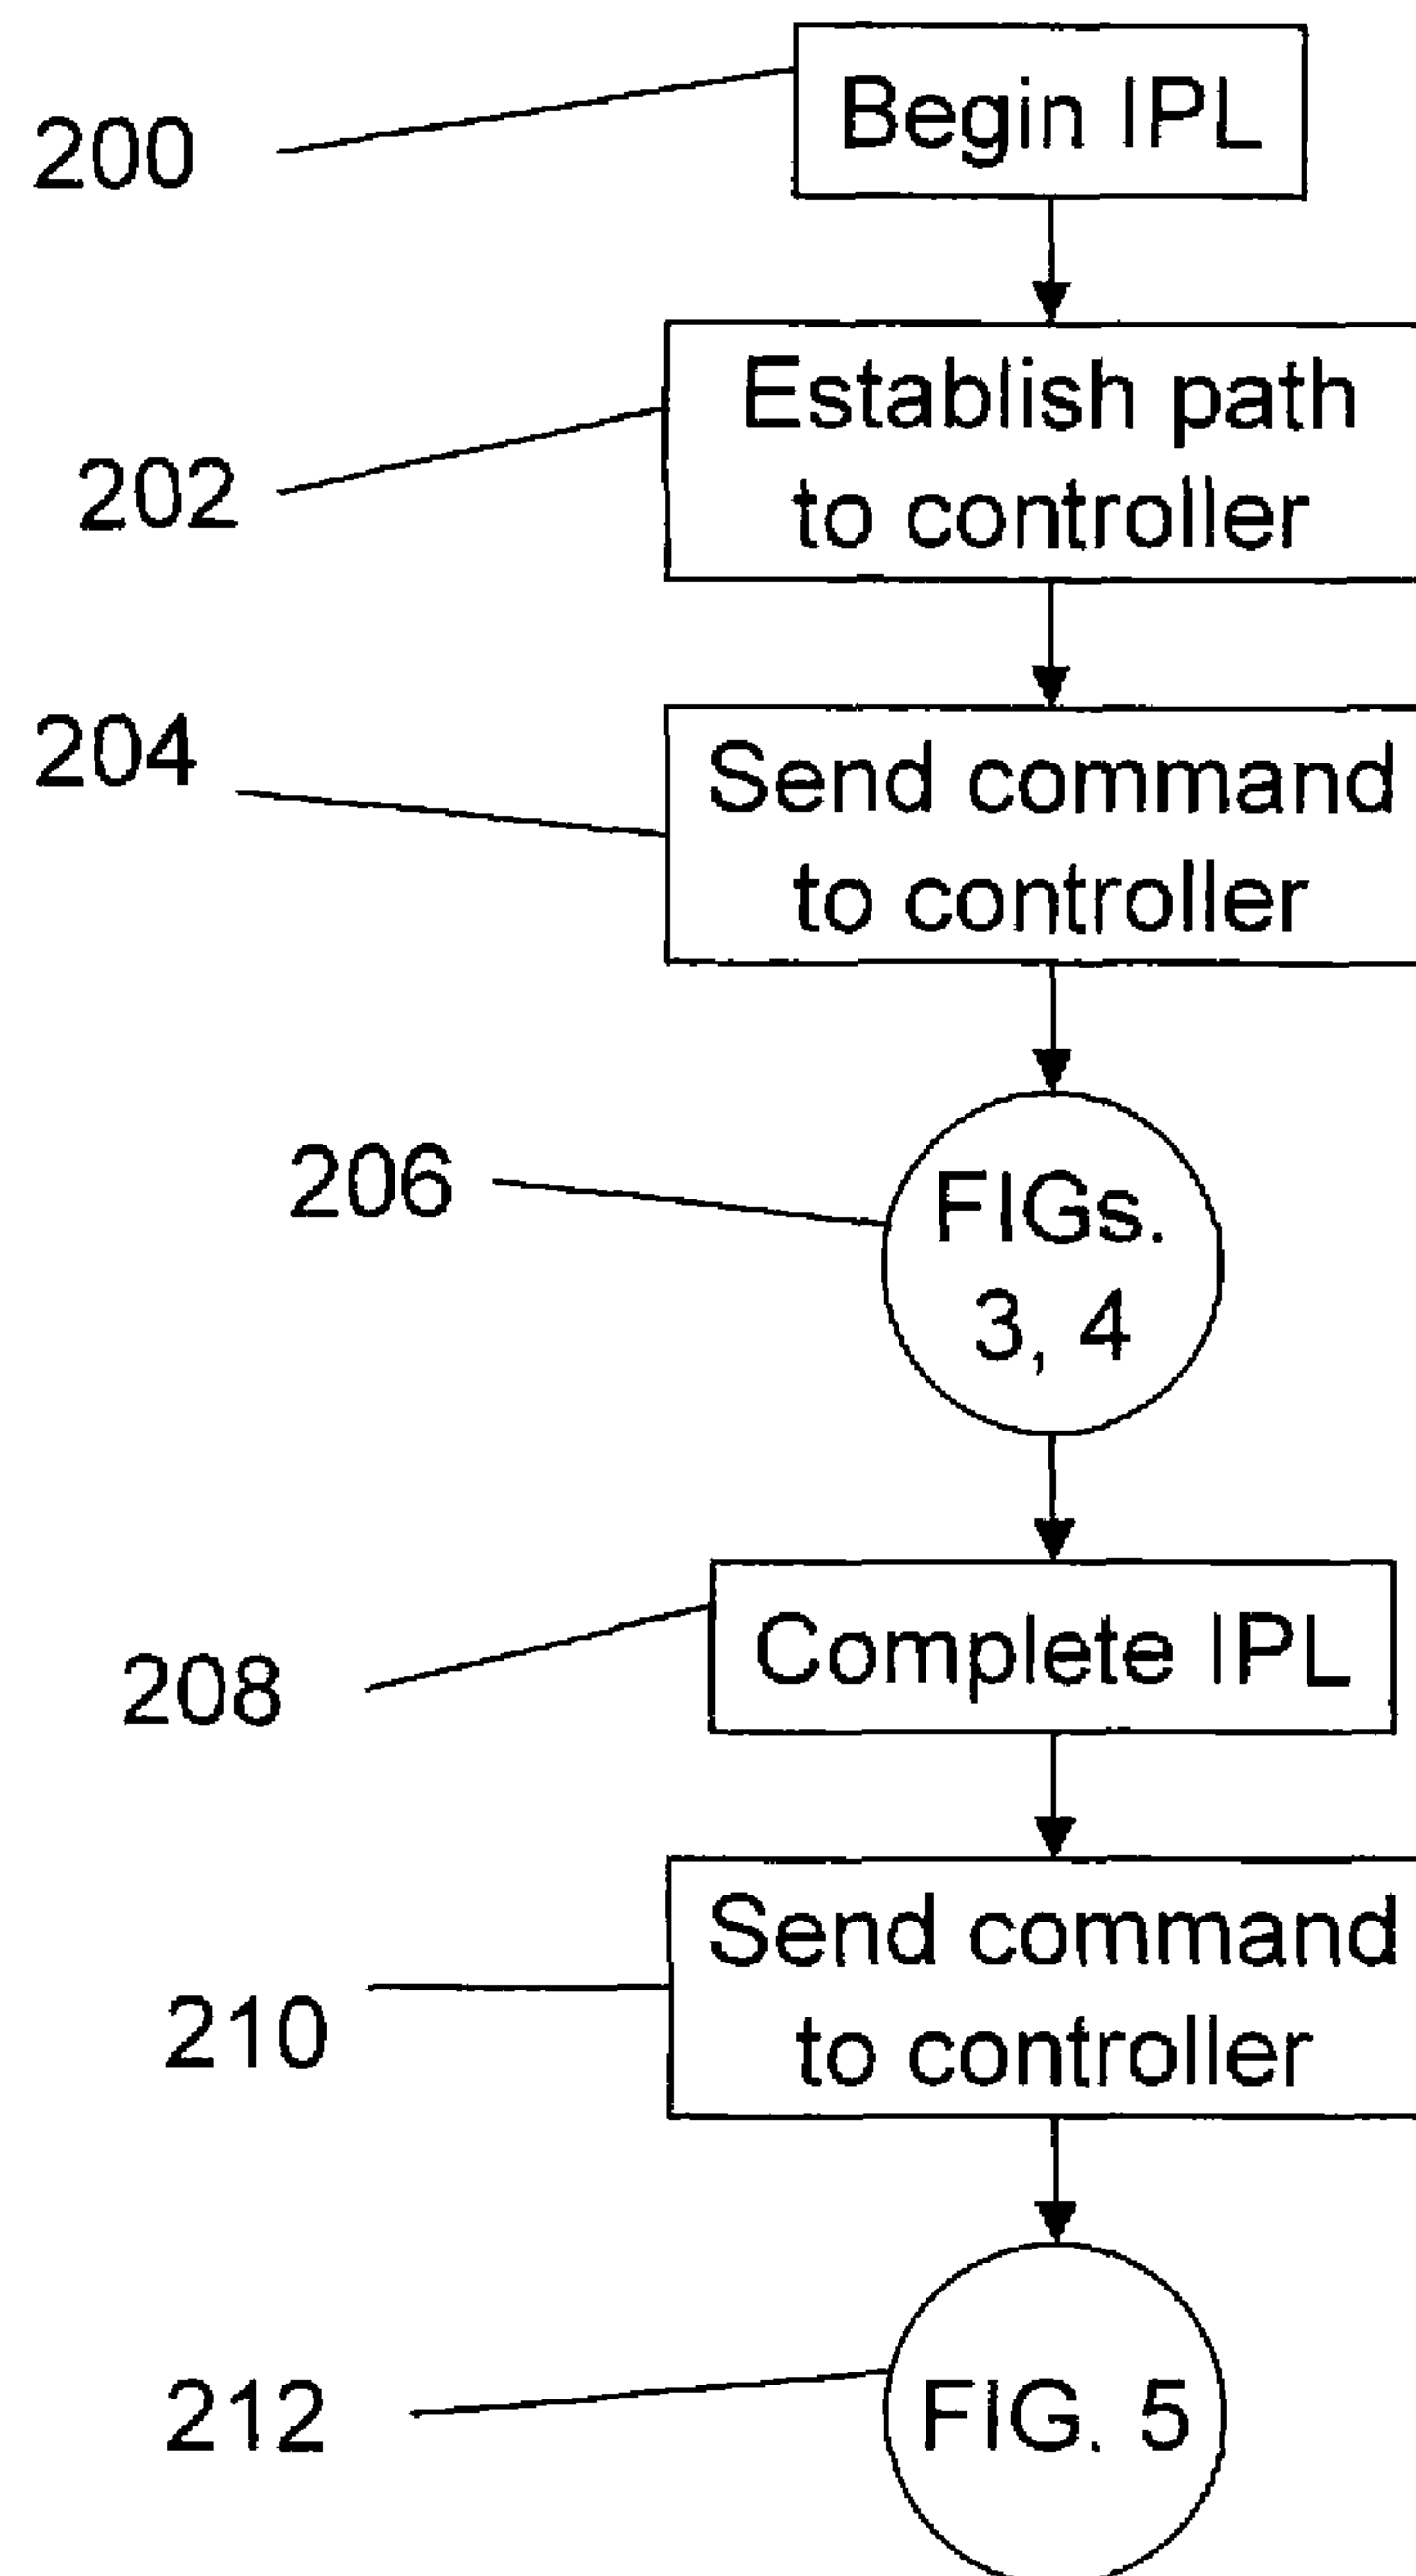 200
Begin IPL
202
Establish path
to controller
204
Send command
to controller
206
FIGs.
3, 4
208
Complete IPL
210
Send command
to controller
212
FIG. 5